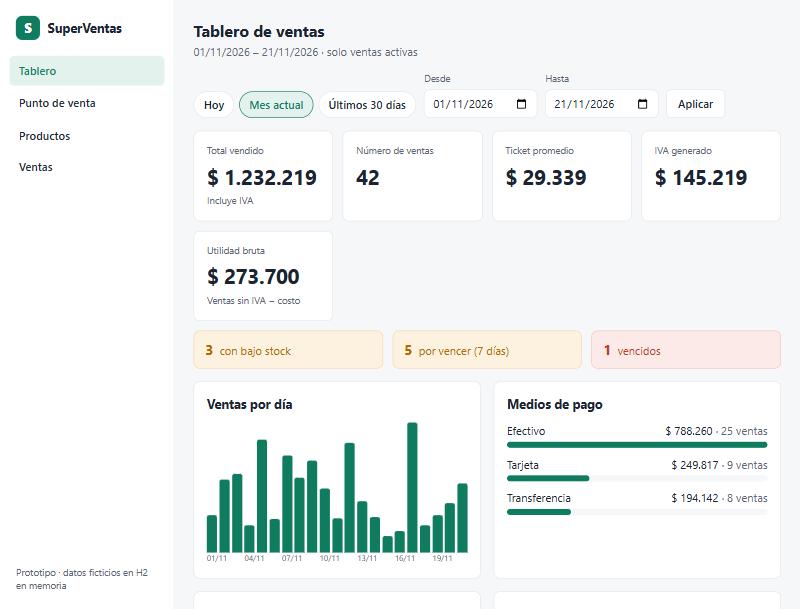 S SuperVentas
Tablero
Punto de venta
Productos
Ventas
Prototipo · datos ficticios en H2
en memoria
Tablero de ventas
01/11/2026 – 21/11/2026 · solo ventas activas
Desde Hasta
Hoy Mes actual Últimos 30 días 01/11/2026 21/11/2026 Aplicar
Total vendido
$ 1.232.219
Incluye IVA
Número de ventas
42
Ticket promedio
$ 29.339
IVA generado
$ 145.219
Utilidad bruta
$ 273.700
Ventas sin IVA – costo
3 con bajo stock
5 por vencer (7 días)
1 vencidos
Ventas por día
01/11 04/11 07/11 10/11 13/11 16/11 19/11
Medios de pago
Efectivo $ 788.260 · 25 ventas
Tarjeta $ 249.817 · 9 ventas
Transferencia $ 194.142 · 8 ventas